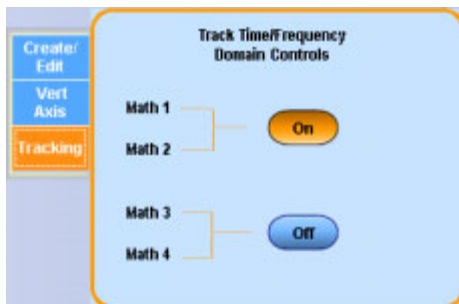 Track Time/Frequency
Domain Controls
Create/
Edit
Vert
Axis
Tracking
Math 1
On
Math 2
Math 3
Off
Math 4